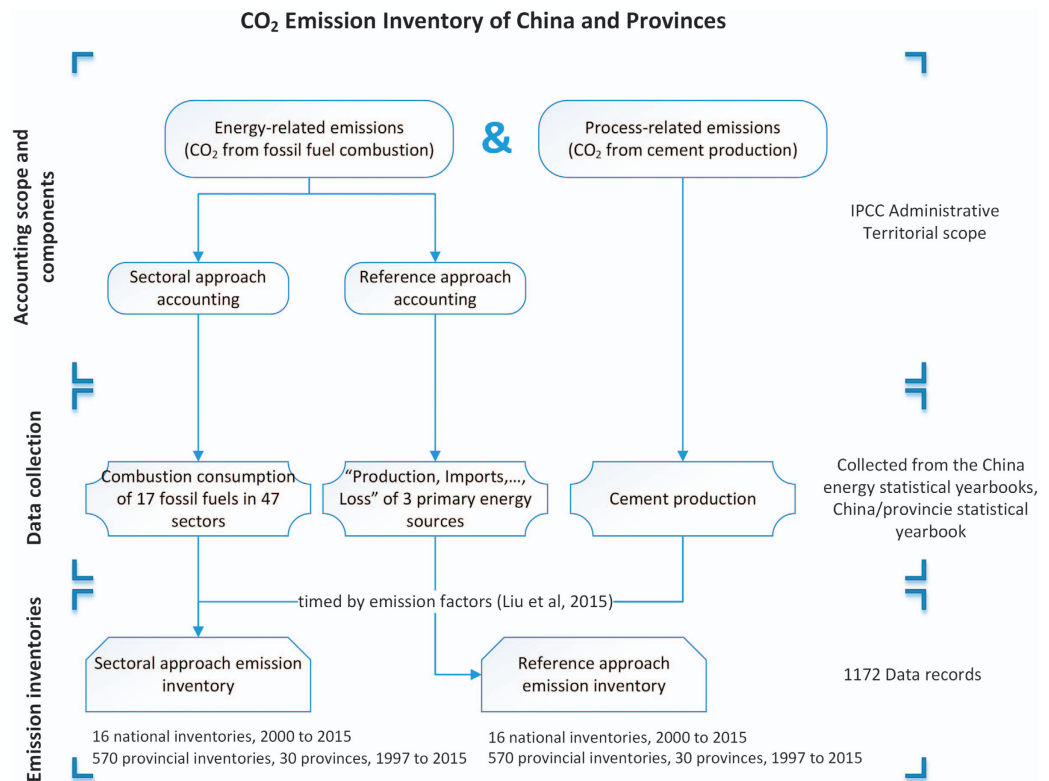 CO₂ Emission Inventory of China and Provinces
Accounting scope and
components
Energy-related emissions
(CO₂ from fossil fuel combustion)
&
Process-related emissions
(CO₂ from cement production)
IPCC Administrative
Territorial scope
Sectoral approach
accounting
Reference approach
accounting
Data collection
Combustion consumption
of 17 fossil fuels in 47
sectors
“Production, Imports,...,
Loss” of 3 primary energy
sources
Cement production
Collected from the China
energy statistical yearbooks,
China/provincie statistical
yearbook
Emission inventories
timed by emission factors (Liu et al, 2015)
Sectoral approach emission
inventory
Reference approach
emission inventory
1172 Data records
16 national inventories, 2000 to 2015
570 provincial inventories, 30 provinces, 1997 to 2015
16 national inventories, 2000 to 2015
570 provincial inventories, 30 provinces, 1997 to 2015